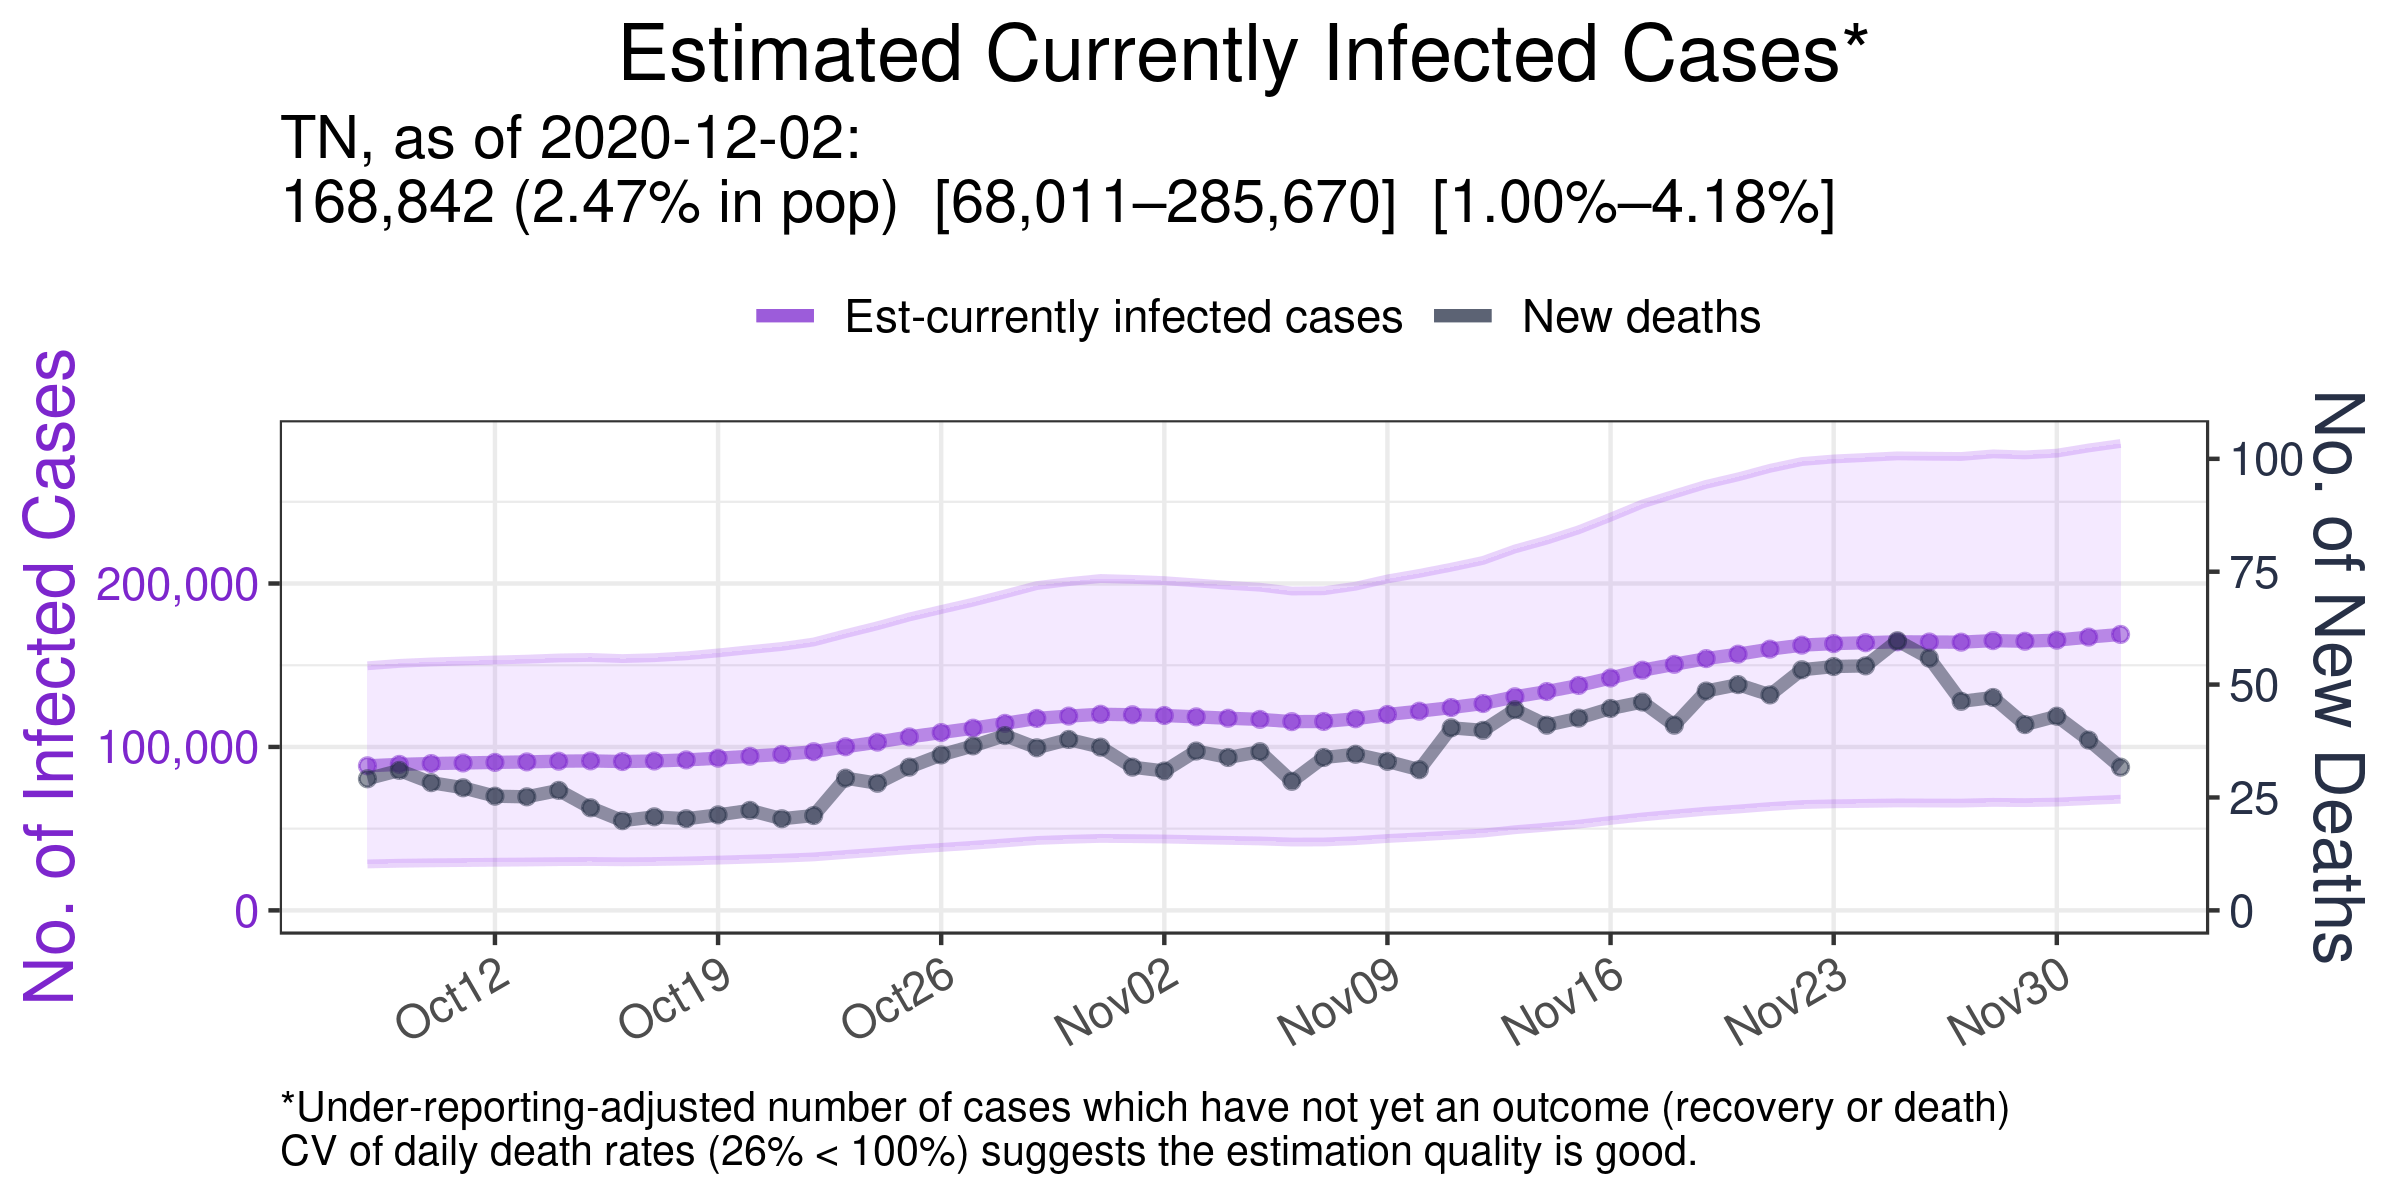 Estimated Currently Infected Cases*
TN, as of 2020-12-02:
168,842 (2.47% in pop)  [68,011–285,670]  [1.00%–4.18%]
Est-currently infected cases
New deaths
No. of Infected Cases
200,000
100,000
0
100
75
50
25
0
No. of New Deaths
Oct12
Oct19
Oct26
Nov02
Nov09
Nov16
Nov23
Nov30
*Under-reporting-adjusted number of cases which have not yet an outcome (recovery or death)
CV of daily death rates (26% < 100%) suggests the estimation quality is good.